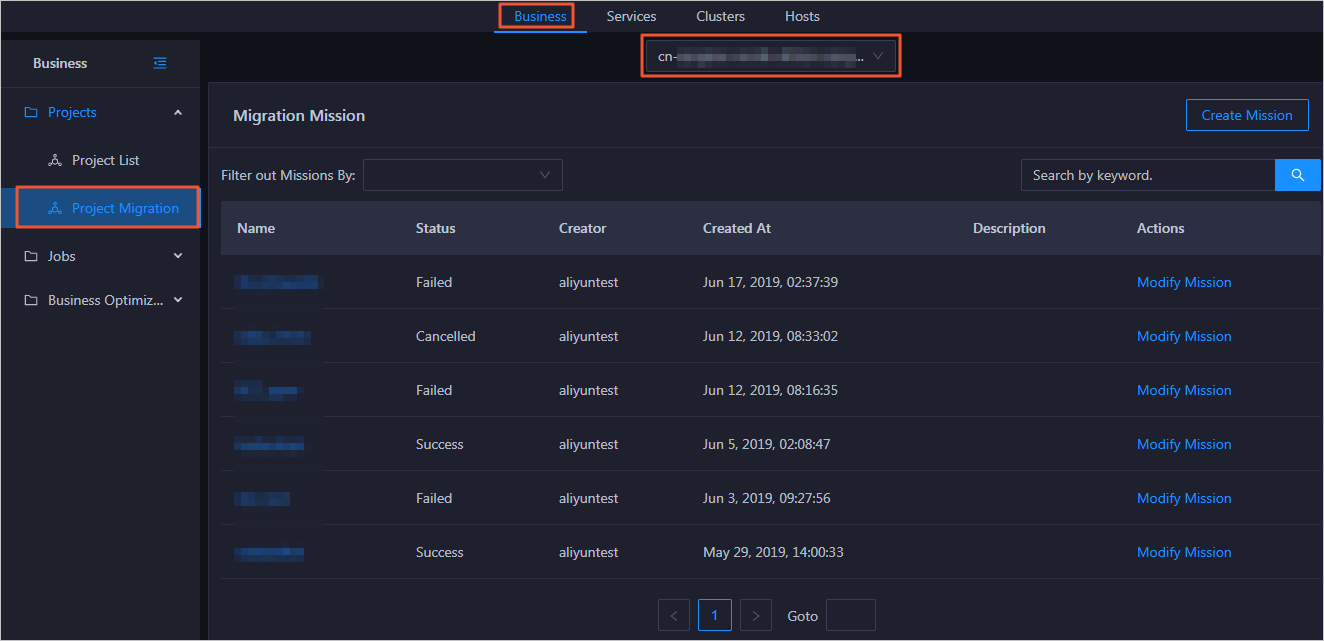 Business Services Clusters Hosts
cn-
...
Business
Projects
Project List
Project Migration
Jobs
Business Optimiz...
Migration Mission
Create Mission
Filter out Missions By:
Search by keyword.
Name Status Creator Created At Description Actions
Failed aliyuntest Jun 17, 2019, 02:37:39 Modify Mission
Cancelled aliyuntest Jun 12, 2019, 08:33:02 Modify Mission
Failed aliyuntest Jun 12, 2019, 08:16:35 Modify Mission
Success aliyuntest Jun 5, 2019, 02:08:47 Modify Mission
Failed aliyuntest Jun 3, 2019, 09:27:56 Modify Mission
Success aliyuntest May 29, 2019, 14:00:33 Modify Mission
< 1 > Goto